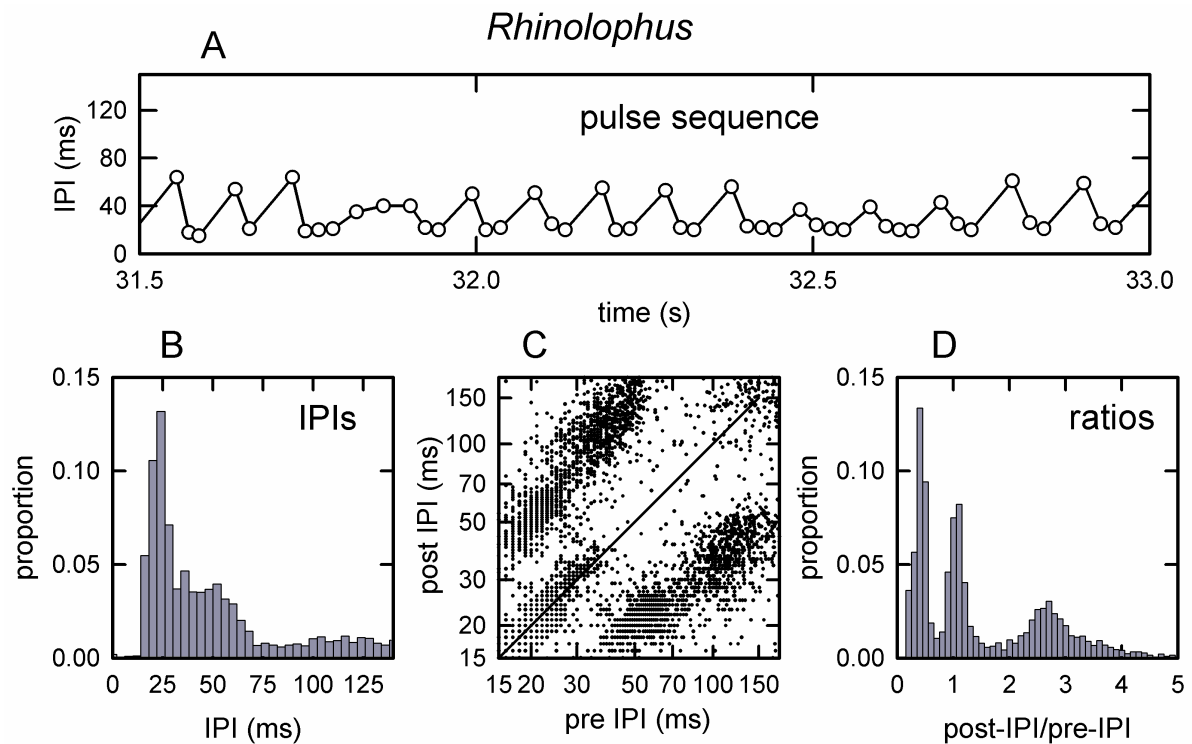 Rhinolophus
A
pulse sequence
IPI (ms)
120
80
40
0
31.5 32.0 32.5 33.0
time (s)
B
IPIs
proportion
0.15
0.10
0.05
0.00
0 25 50 75 100 125
IPI (ms)
C
post IPI (ms)
150
100
70
50
30
20
15
15 20 30 50 70 100 150
pre IPI (ms)
D
ratios
proportion
0.15
0.10
0.05
0.00
0 1 2 3 4 5
post-IPI/pre-IPI